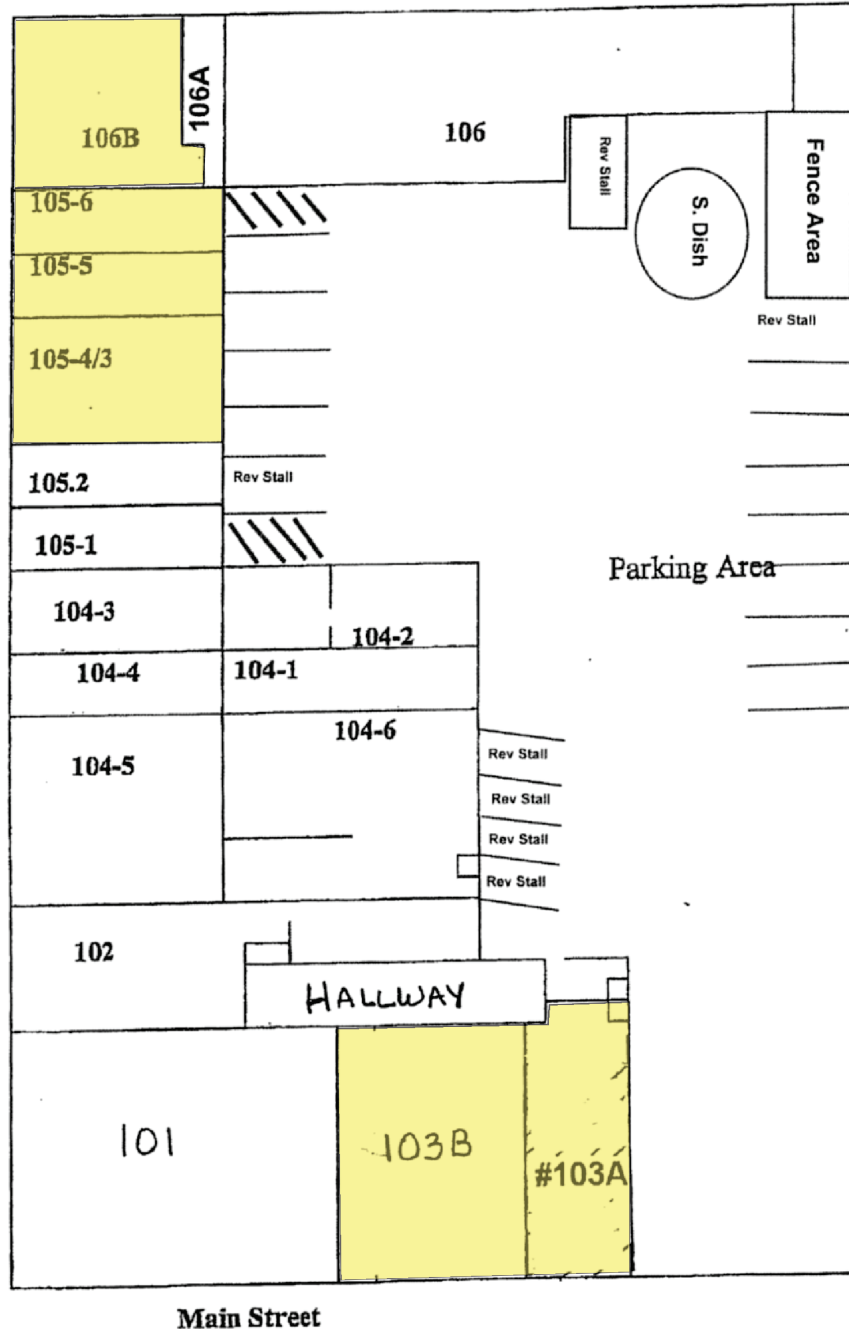 106A
106B
106
Rev Stall
Fence Area
S. Dish
105-6
105-5
Rev Stall
105-4/3
105.2
Rev Stall
105-1
Parking Area
104-3
104-2
104-4
104-1
104-6
104-5
Rev Stall
Rev Stall
Rev Stall
Rev Stall
102
HALLWAY
101
103B
#103A
Main Street